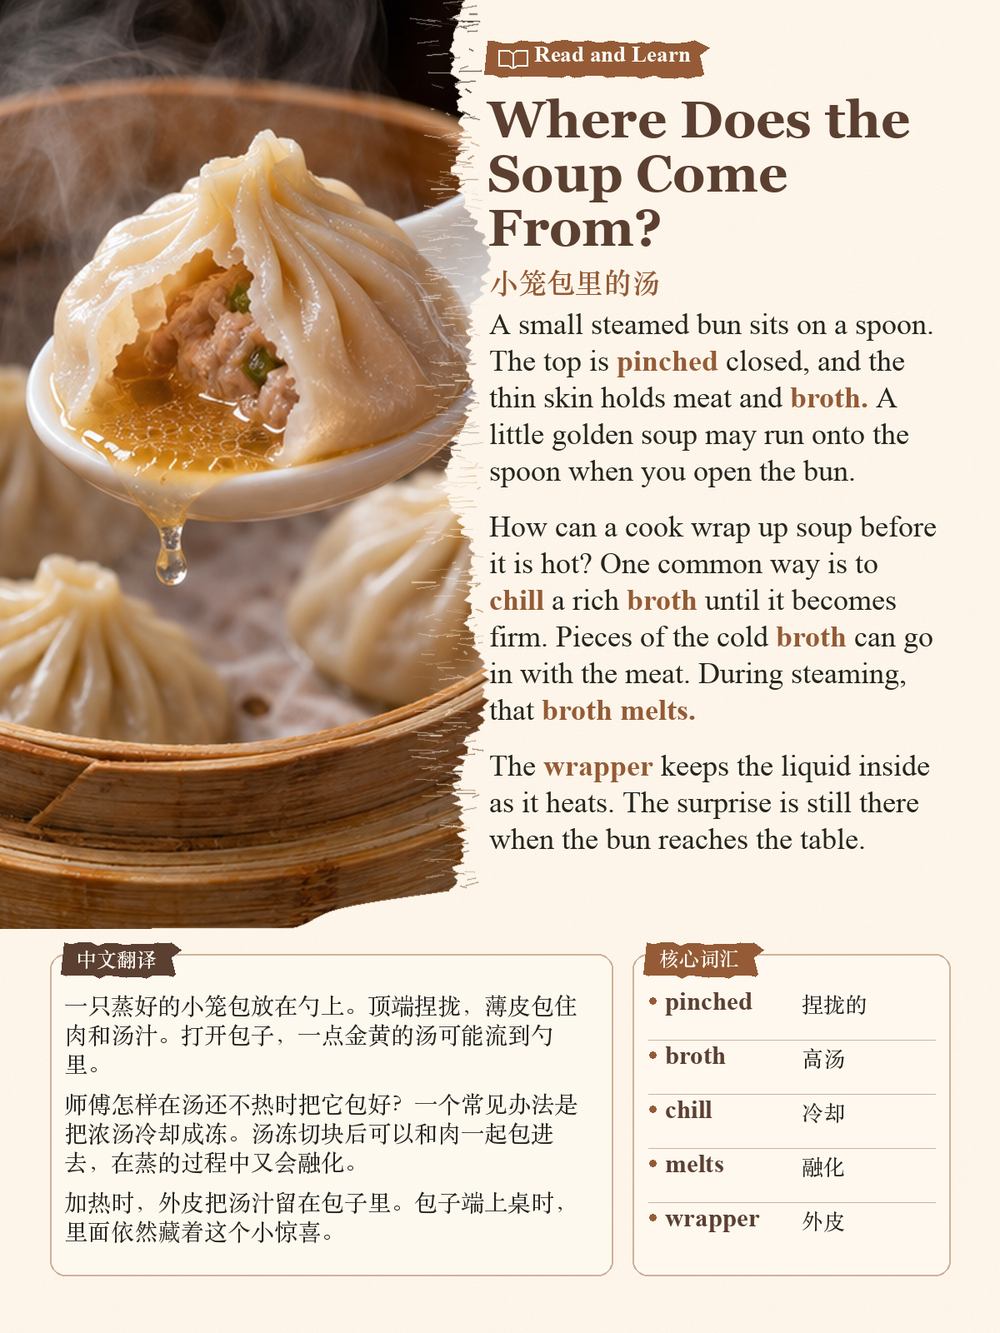 Read and Learn
Where Does the
Soup Come
From?
小笼包里的汤
A small steamed bun sits on a spoon.
The top is pinched closed, and the
thin skin holds meat and broth. A
little golden soup may run onto the
spoon when you open the bun.
How can a cook wrap up soup before
it is hot? One common way is to
chill a rich broth until it becomes
firm. Pieces of the cold broth can go
in with the meat. During steaming,
that broth melts.
The wrapper keeps the liquid inside
as it heats. The surprise is still there
when the bun reaches the table.
中文翻译
一只蒸好的小笼包放在勺上。顶端捏拢，薄皮包住
肉和汤汁。打开包子，一点金黄的汤可能流到勺
里。
师傅怎样在汤还不热时把它包好？一个常见办法是
把浓汤冷却成冻。汤冻切块后可以和肉一起包进
去，在蒸的过程中又会融化。
加热时，外皮把汤汁留在包子里。包子端上桌时，
里面依然藏着这个小惊喜。
核心词汇
• pinched 捏拢的
• broth 高汤
• chill 冷却
• melts 融化
• wrapper 外皮